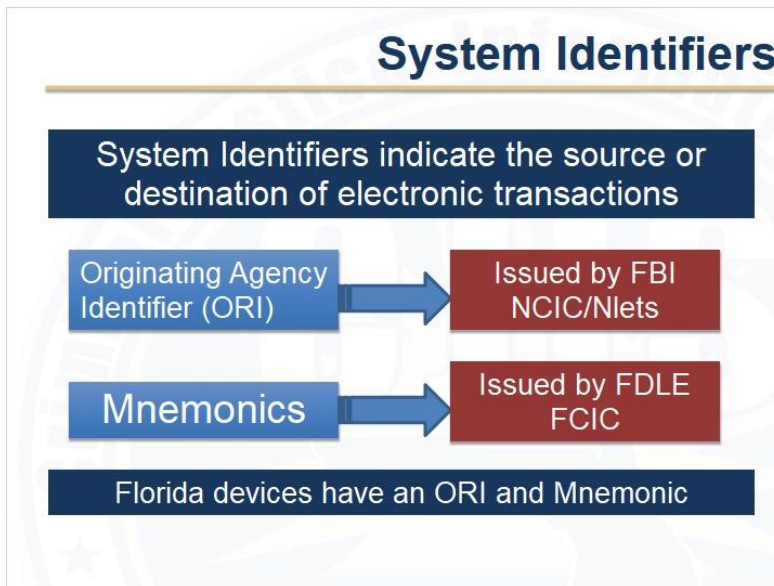 System Identifiers
System Identifiers indicate the source or
destination of electronic transactions
Originating Agency
Identifier (ORI)
Issued by FBI
NCIC/Nlets
Mnemonics
Issued by FDLE
FCIC
Florida devices have an ORI and Mnemonic